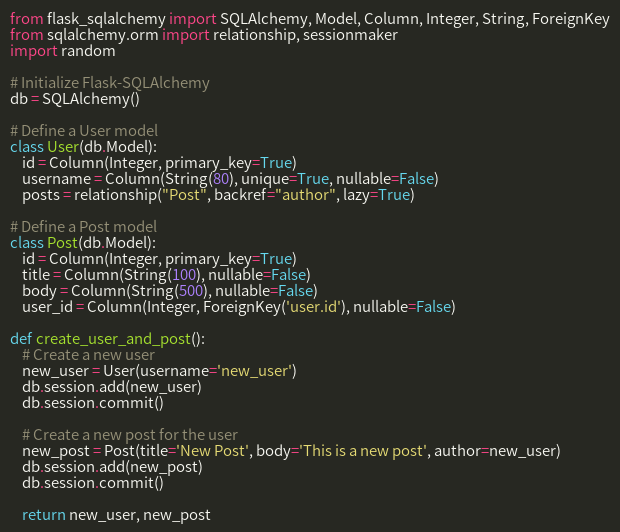 from flask_sqlalchemy import SQLAlchemy, Model, Column, Integer, String, ForeignKey
from sqlalchemy.orm import relationship, sessionmaker
import random

# Initialize Flask-SQLAlchemy
db = SQLAlchemy()

# Define a User model
class User(db.Model):
    id = Column(Integer, primary_key=True)
    username = Column(String(80), unique=True, nullable=False)
    posts = relationship("Post", backref="author", lazy=True)

# Define a Post model
class Post(db.Model):
    id = Column(Integer, primary_key=True)
    title = Column(String(100), nullable=False)
    body = Column(String(500), nullable=False)
    user_id = Column(Integer, ForeignKey('user.id'), nullable=False)

def create_user_and_post():
    # Create a new user
    new_user = User(username='new_user')
    db.session.add(new_user)
    db.session.commit()

    # Create a new post for the user
    new_post = Post(title='New Post', body='This is a new post', author=new_user)
    db.session.add(new_post)
    db.session.commit()

    return new_user, new_post